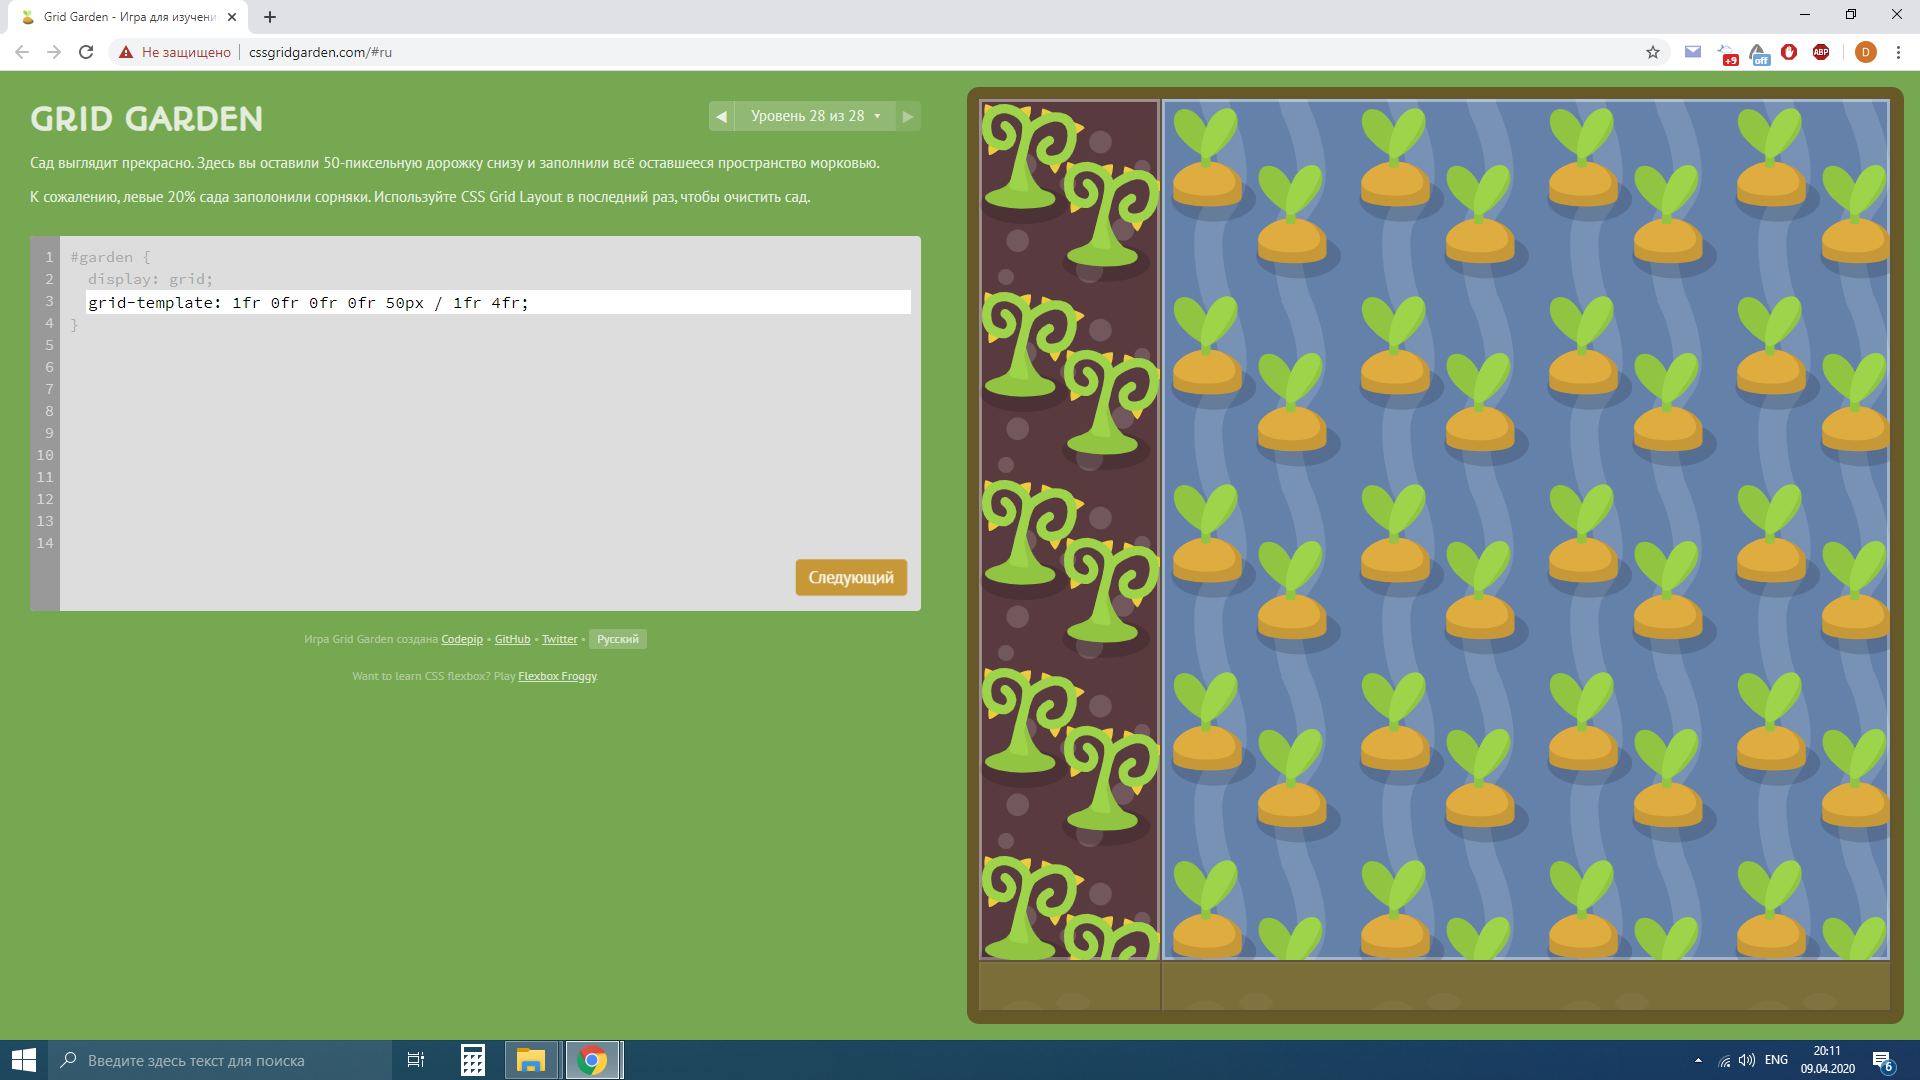 Grid Garden - Игра для изучени
Не защищено
cssgridgarden.com/#ru
+9
off
ABP
D
GRID GARDEN
Уровень 28 из 28
Сад выглядит прекрасно. Здесь вы оставили 50-пиксельную дорожку снизу и заполнили всё оставшееся пространство морковью.
К сожалению, левые 20% сада заполонили сорняки. Используйте CSS Grid Layout в последний раз, чтобы очистить сад.
1 #garden {
2 display: grid;
3 grid-template: 1fr 0fr 0fr 0fr 50px / 1fr 4fr;
4 }
5
6
7
8
9
10
11
12
13
14
Следующий
Игра Grid Garden создана Codepip • GitHub • Twitter • Русский
Want to learn CSS flexbox? Play Flexbox Froggy.
Введите здесь текст для поиска
ENG
20:11
09.04.2020
6